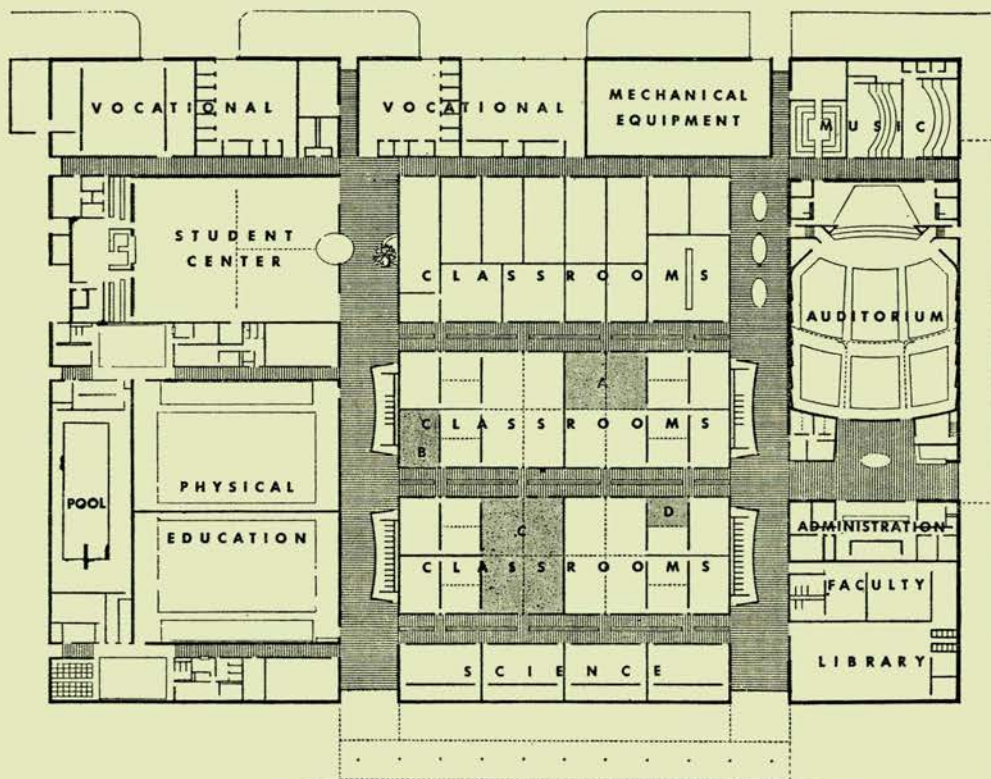 VOCATIONAL
VOCATIONAL
MECHANICAL
EQUIPMENT
MUSIC
STUDENT
CENTER
CLASSROOMS
AUDITORIUM
A
CLASSROOMS
B
POOL
PHYSICAL
EDUCATION
C
D
CLASSROOMS
ADMINISTRATION
FACULTY
SCIENCE
LIBRARY